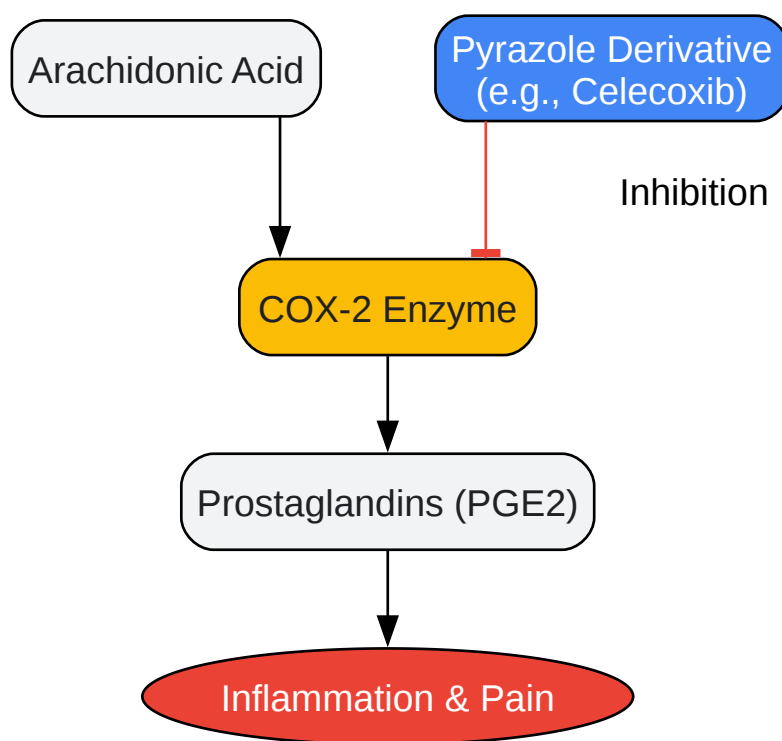 Arachidonic Acid
Pyrazole Derivative
(e.g., Celecoxib)
Inhibition
COX-2 Enzyme
Prostaglandins (PGE2)
Inflammation & Pain